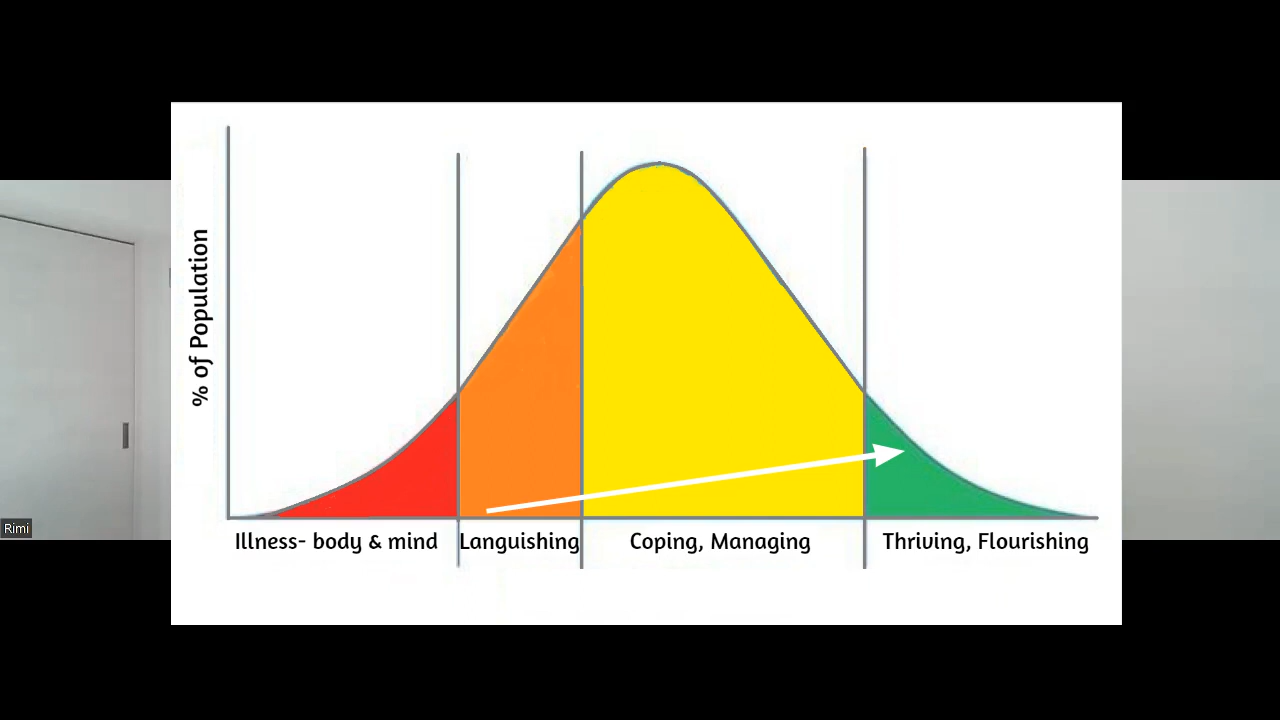 % of Population
Illness- body & mind
Languishing
Coping, Managing
Thriving, Flourishing
Rimi